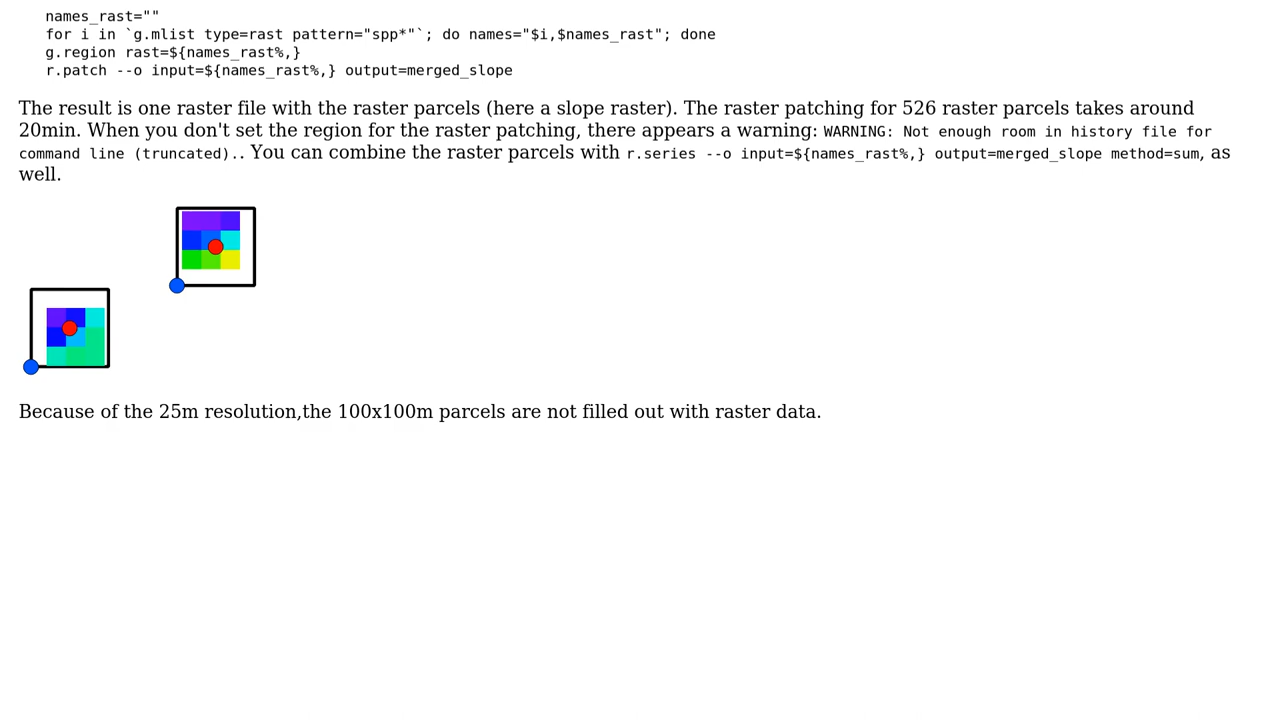 names_rast=""
for i in `g.mlist type=rast pattern="spp*"`; do names="$i,$names_rast"; done
g.region rast=${names_rast%,}
r.patch --o input=${names_rast%,} output=merged_slope
The result is one raster file with the raster parcels (here a slope raster). The raster patching for 526 raster parcels takes around
20min. When you don't set the region for the raster patching, there appears a warning: WARNING: Not enough room in history file for
command line (truncated).. You can combine the raster parcels with r.series --o input=${names_rast%,} output=merged_slope method=sum, as
well.
Because of the 25m resolution,the 100x100m parcels are not filled out with raster data.